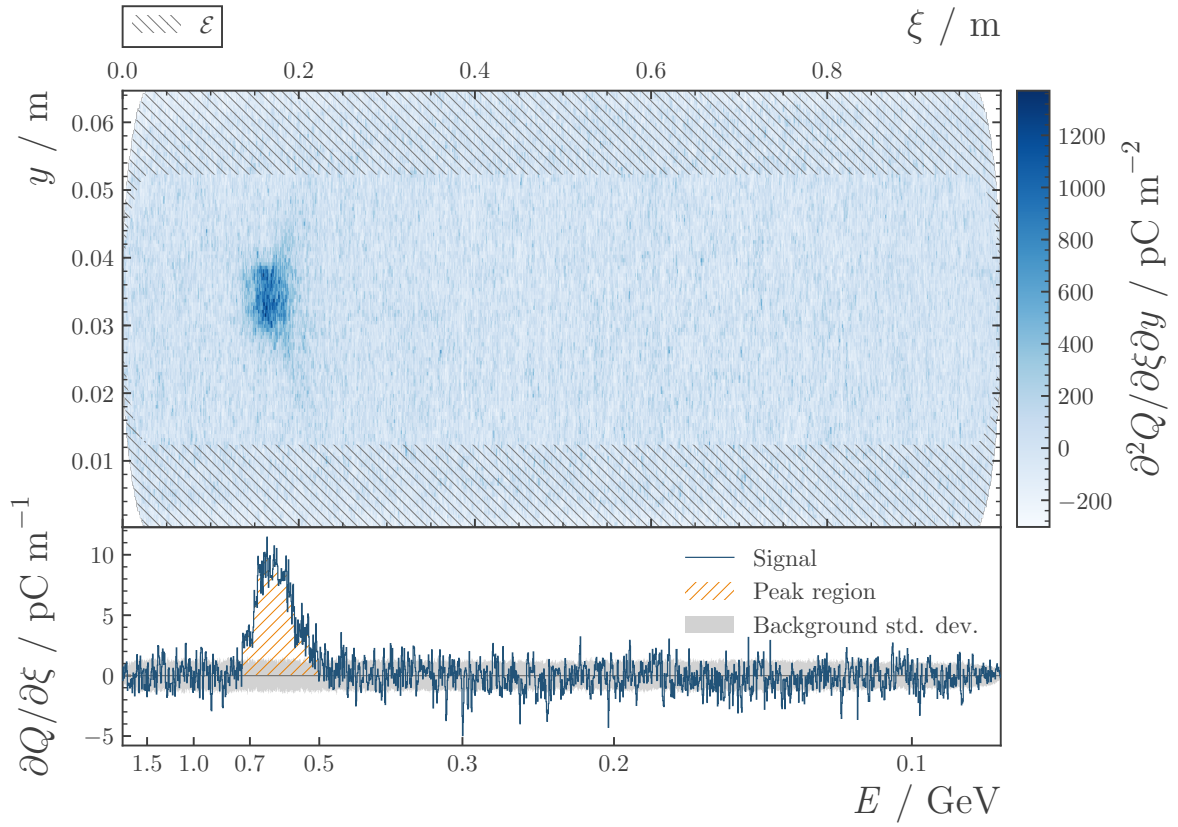 ℰ
ξ / m
0.0 0.2 0.4 0.6 0.8
y / m
0.06
0.05
0.04
0.03
0.02
0.01
1200
1000
800
600
400
200
0
−200
∂²Q/∂ξ∂y / pC m⁻²
∂Q/∂ξ / pC m⁻¹
10
5
0
−5
Signal
Peak region
Background std. dev.
1.5 1.0 0.7 0.5 0.3 0.2 0.1
E / GeV